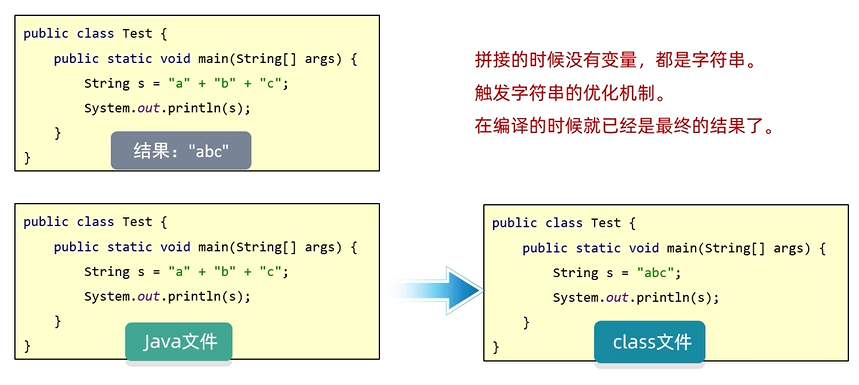 public class Test {
public static void main(String[] args) {
String s = "a" + "b" + "c";
System.out.println(s);
}
}
结果："abc"
拼接的时候没有变量，都是字符串。
触发字符串的优化机制。
在编译的时候就已经是最终的结果了。
public class Test {
public static void main(String[] args) {
String s = "a" + "b" + "c";
System.out.println(s);
}
}
Java文件
public class Test {
public static void main(String[] args) {
String s = "abc";
System.out.println(s);
}
}
class文件